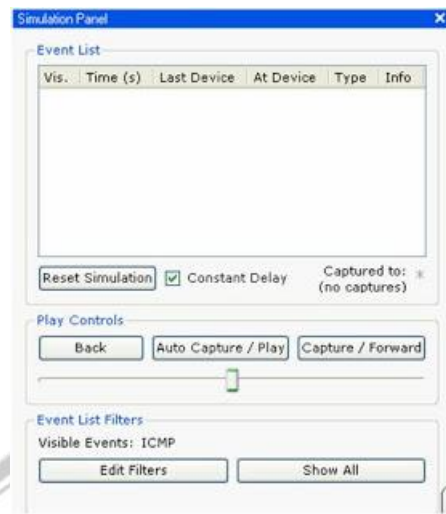 Simulation Panel
Event List
Vis. Time (s) Last Device At Device Type Info
Reset Simulation Constant Delay Captured to: *
(no captures)
Play Controls
Back Auto Capture / Play Capture / Forward
Event List Filters
Visible Events: ICMP
Edit Filters Show All